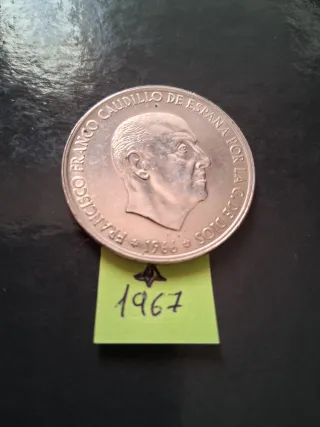 FRANCISCO FRANCO CAUDILLO DE ESPAÑA POR LA G. DE DIOS
1966
1967